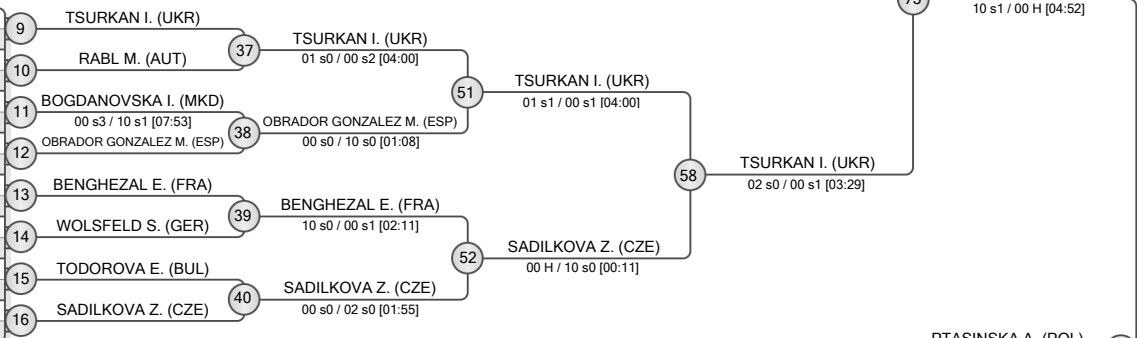 73
10 s1 / 00 H [04:52]
9
TSURKAN I. (UKR)
10
RABL M. (AUT)
37
TSURKAN I. (UKR)
01 s0 / 00 s2 [04:00]
11
BOGDANOVSKA I. (MKD)
00 s3 / 10 s1 [07:53]
12
OBRADOR GONZALEZ M. (ESP)
38
OBRADOR GONZALEZ M. (ESP)
00 s0 / 10 s0 [01:08]
51
TSURKAN I. (UKR)
01 s1 / 00 s1 [04:00]
13
BENGHEZAL E. (FRA)
14
WOLSFELD S. (GER)
39
BENGHEZAL E. (FRA)
10 s0 / 00 s1 [02:11]
15
TODOROVA E. (BUL)
16
SADILKOVA Z. (CZE)
40
SADILKOVA Z. (CZE)
00 s0 / 02 s0 [01:55]
52
SADILKOVA Z. (CZE)
00 H / 10 s0 [00:11]
58
TSURKAN I. (UKR)
02 s0 / 00 s1 [03:29]
PTASINSKA A. (POL)